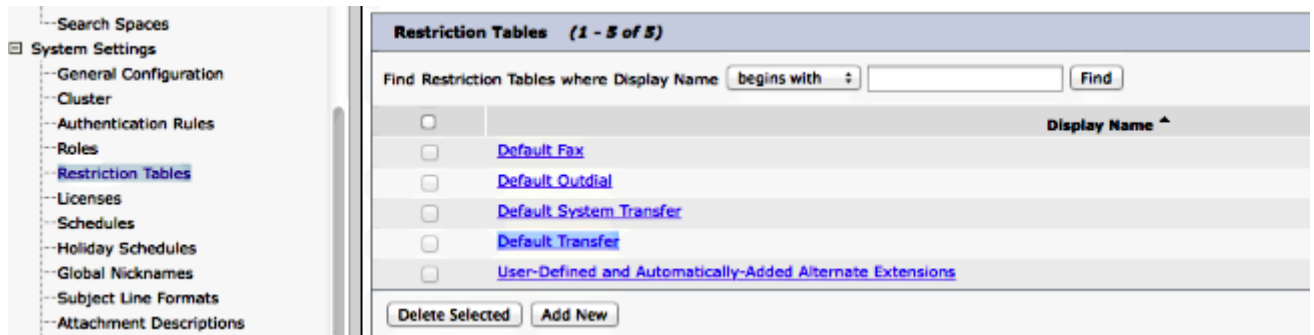 Search Spaces
System Settings
General Configuration
Cluster
Authentication Rules
Roles
Restriction Tables
Licenses
Schedules
Holiday Schedules
Global Nicknames
Subject Line Formats
Attachment Descriptions
Restriction Tables (1 - 5 of 5)
Find Restriction Tables where Display Name begins with Find
Display Name
Default Fax
Default Outdial
Default System Transfer
Default Transfer
User-Defined and Automatically-Added Alternate Extensions
Delete Selected Add New